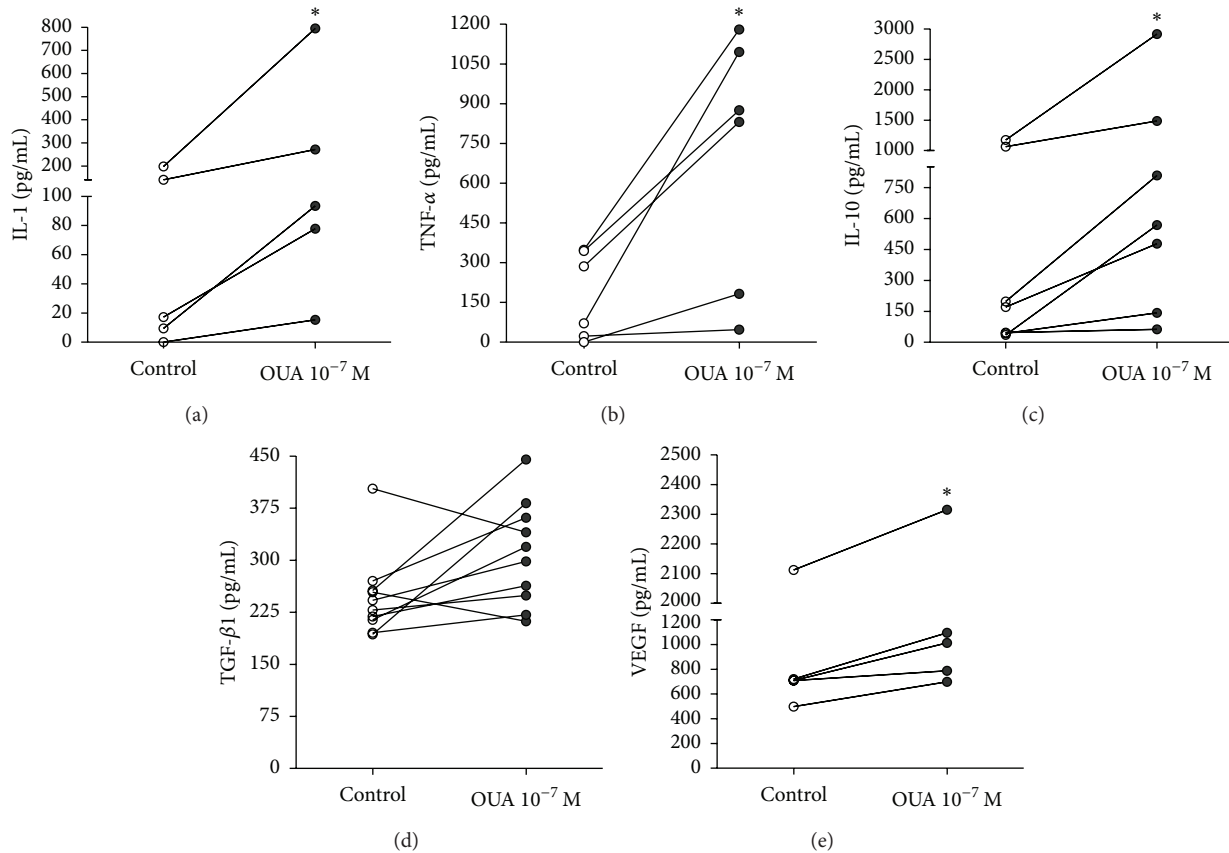 *
800
700
600
500
400
300
200
100
80
60
40
20
0
IL-1 (pg/mL)
Control
OUA 10⁻⁷ M
(a)
*
1200
1050
900
750
600
450
300
150
0
TNF-α (pg/mL)
Control
OUA 10⁻⁷ M
(b)
*
3000
2500
2000
1500
1000
750
600
450
300
150
0
IL-10 (pg/mL)
Control
OUA 10⁻⁷ M
(c)
450
375
300
225
150
75
0
TGF-β1 (pg/mL)
Control
OUA 10⁻⁷ M
(d)
*
2500
2400
2300
2200
2100
2000
1200
1000
800
600
400
200
0
VEGF (pg/mL)
Control
OUA 10⁻⁷ M
(e)